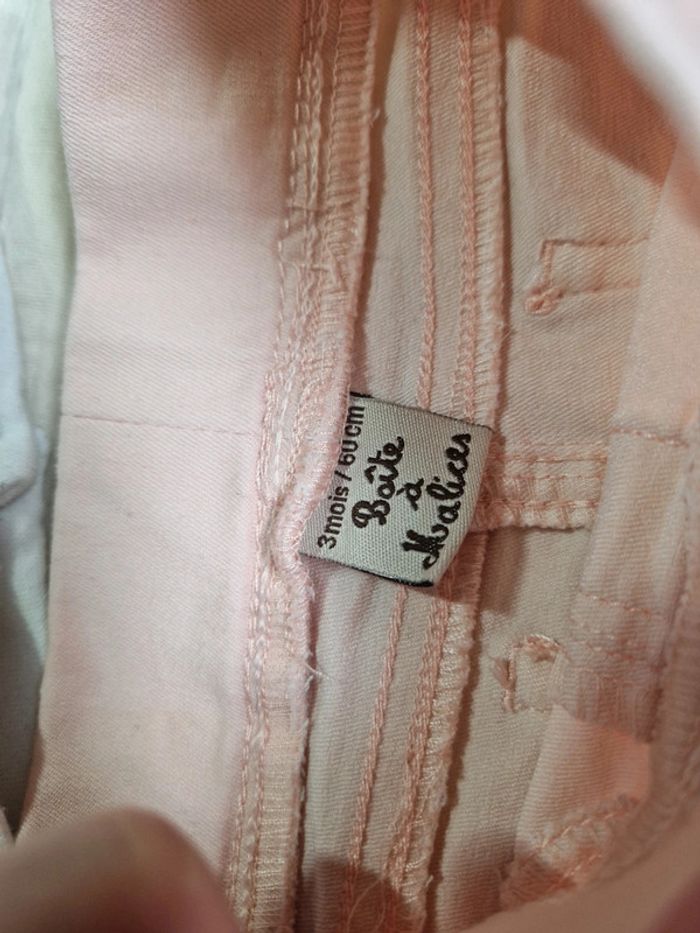 3mois / 60cm
Boîte
à
Malices